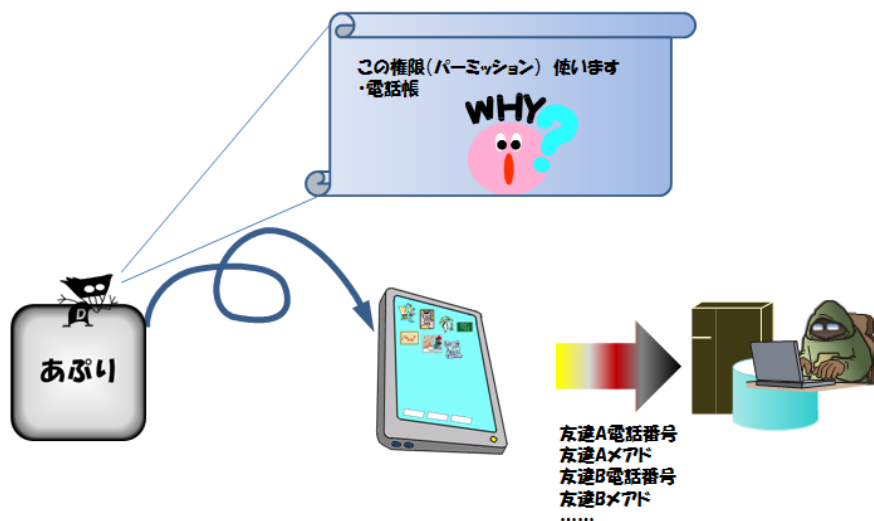 この権限(パーミッション) 使います
・電話帳
WHY?
D
あぷり
友達A電話番号
友達Aメアド
友達B電話番号
友達Bメアド
……